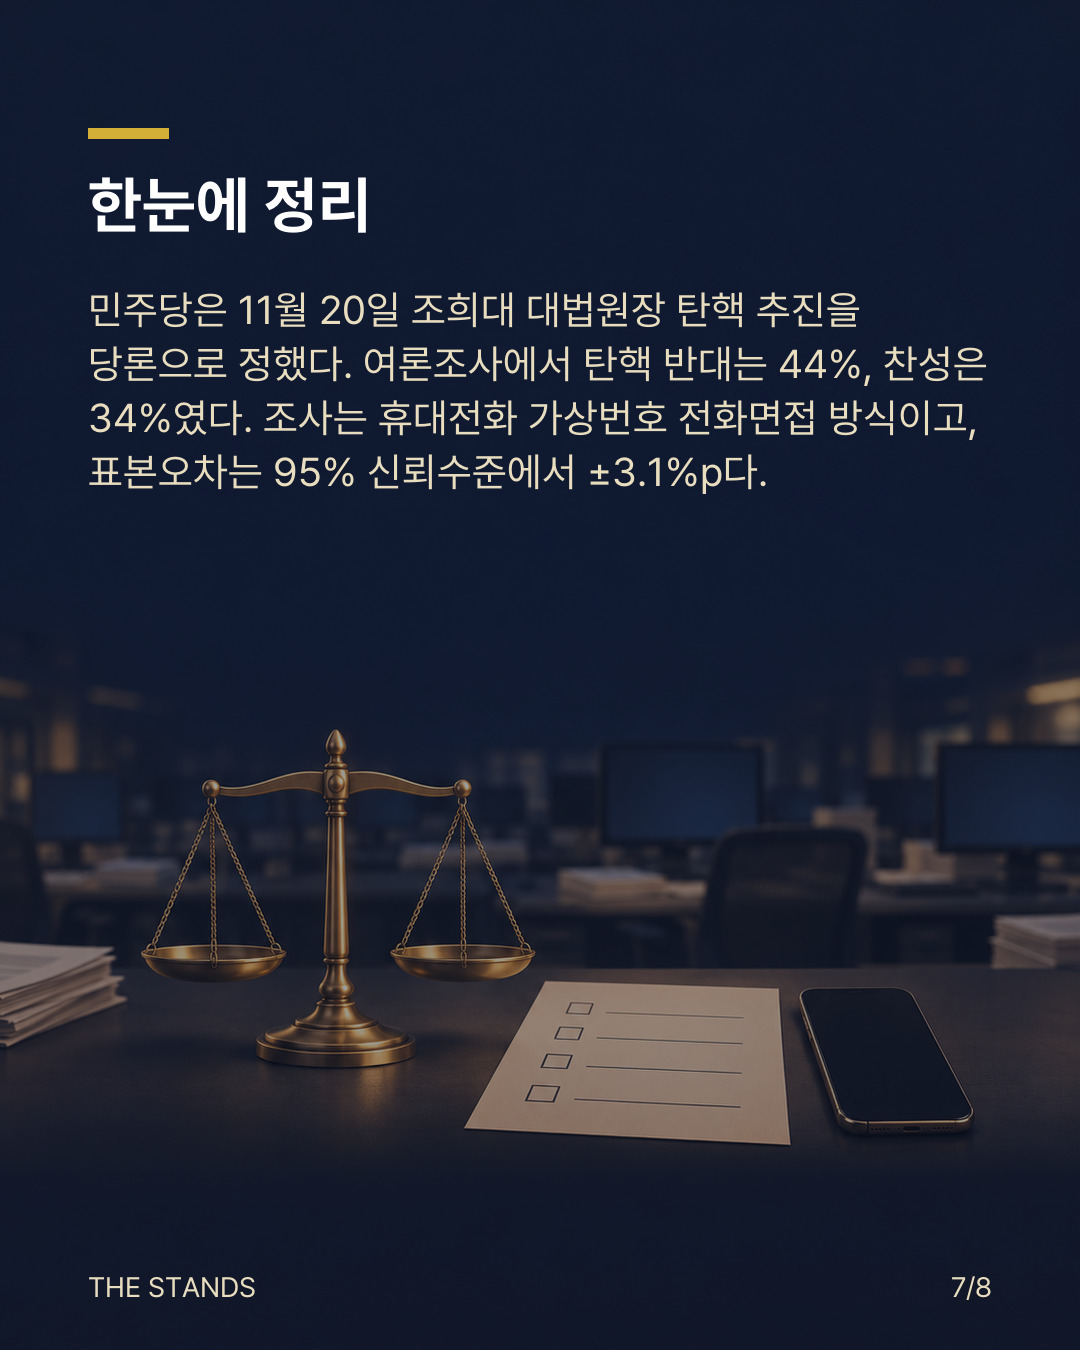 한눈에 정리
민주당은 11월 20일 조희대 대법원장 탄핵 추진을
당론으로 정했다. 여론조사에서 탄핵 반대는 44%, 찬성은
34%였다. 조사는 휴대전화 가상번호 전화면접 방식이고,
표본오차는 95% 신뢰수준에서 ±3.1%p다.
THE STANDS
7/8